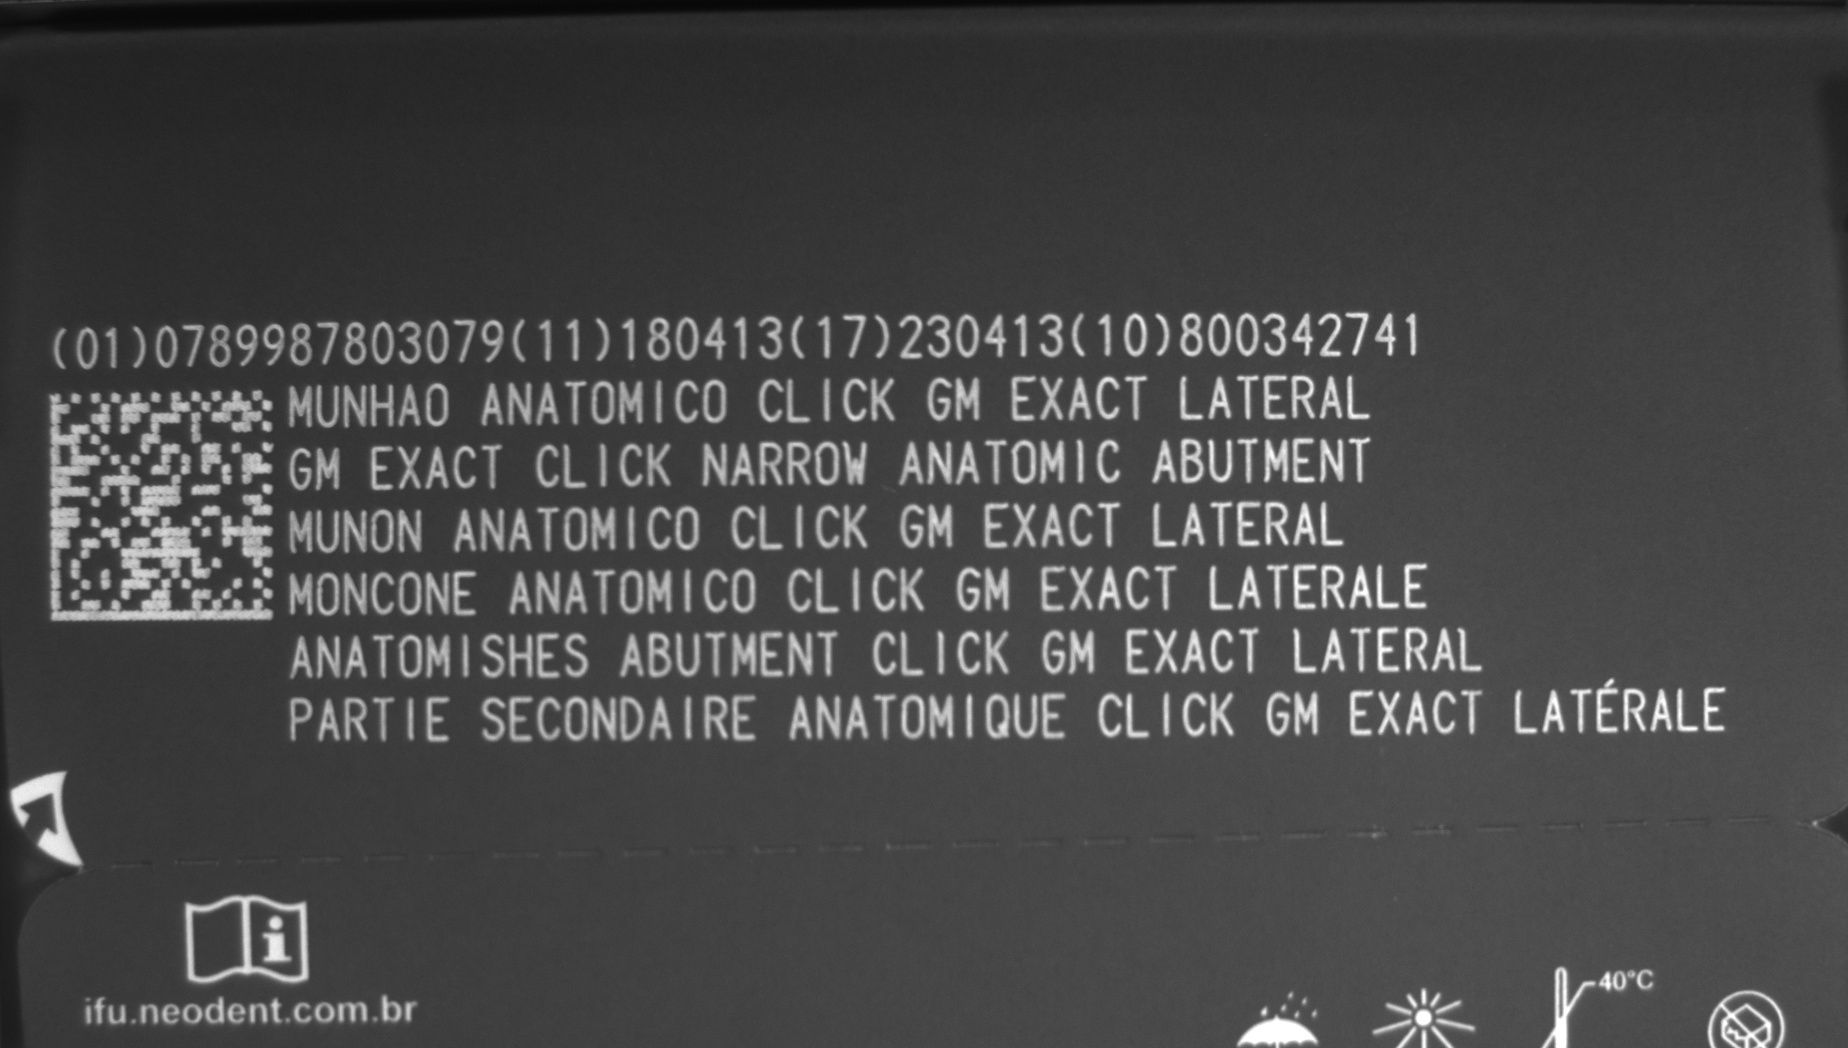 (01)0789987803079(11)180413(17)230413(10)800342741
MUNHAO ANATOMICO CLICK GM EXACT LATERAL
GM EXACT CLICK NARROW ANATOMIC ABUTMENT
MUNON ANATOMICO CLICK GM EXACT LATERAL
MONCONE ANATOMICO CLICK GM EXACT LATERALE
ANATOMISHES ABUTMENT CLICK GM EXACT LATERAL
PARTIE SECONDAIRE ANATOMIQUE CLICK GM EXACT LATÉRALE
ifu.neodent.com.br
40°C